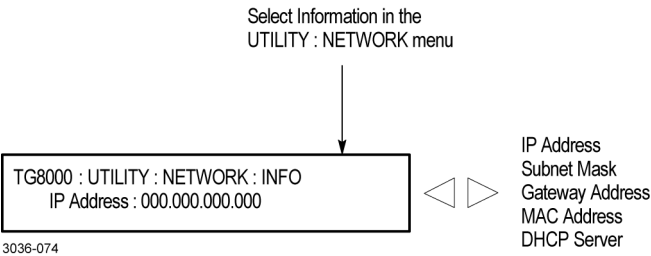 Select Information in the
UTILITY : NETWORK menu
TG8000 : UTILITY : NETWORK : INFO
IP Address : 000.000.000.000
IP Address
Subnet Mask
Gateway Address
MAC Address
DHCP Server
3036-074